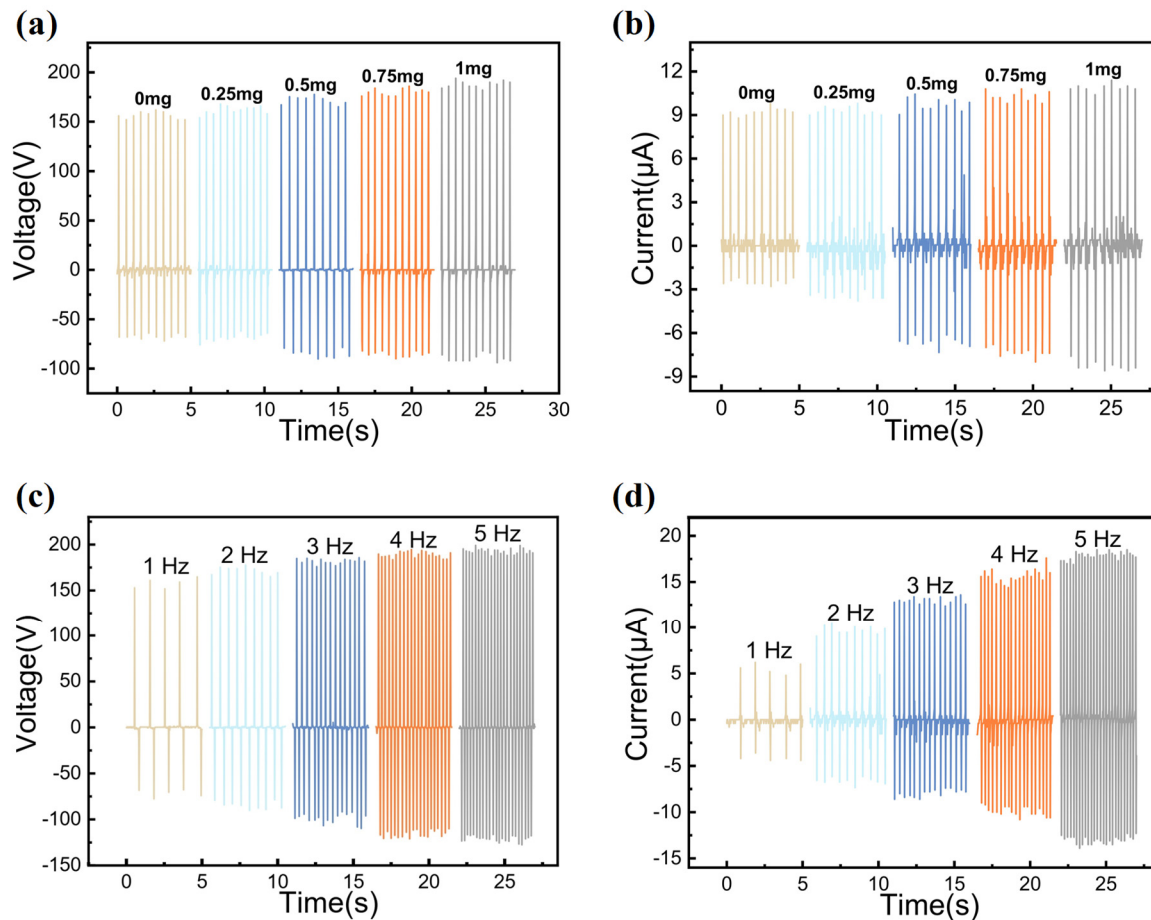 (a)
200
150
100
50
0
-50
-100
Voltage(V)
0mg
0.25mg
0.5mg
0.75mg
1mg
0
5
10
15
20
25
30
Time(s)
(b)
12
9
6
3
0
-3
-6
-9
Current(μA)
0mg
0.25mg
0.5mg
0.75mg
1mg
0
5
10
15
20
25
Time(s)
(c)
200
150
100
50
0
-50
-100
-150
Voltage(V)
1 Hz
2 Hz
3 Hz
4 Hz
5 Hz
0
5
10
15
20
25
Time(s)
(d)
20
15
10
5
0
-5
-10
-15
Current(μA)
1 Hz
2 Hz
3 Hz
4 Hz
5 Hz
0
5
10
15
20
25
Time(s)